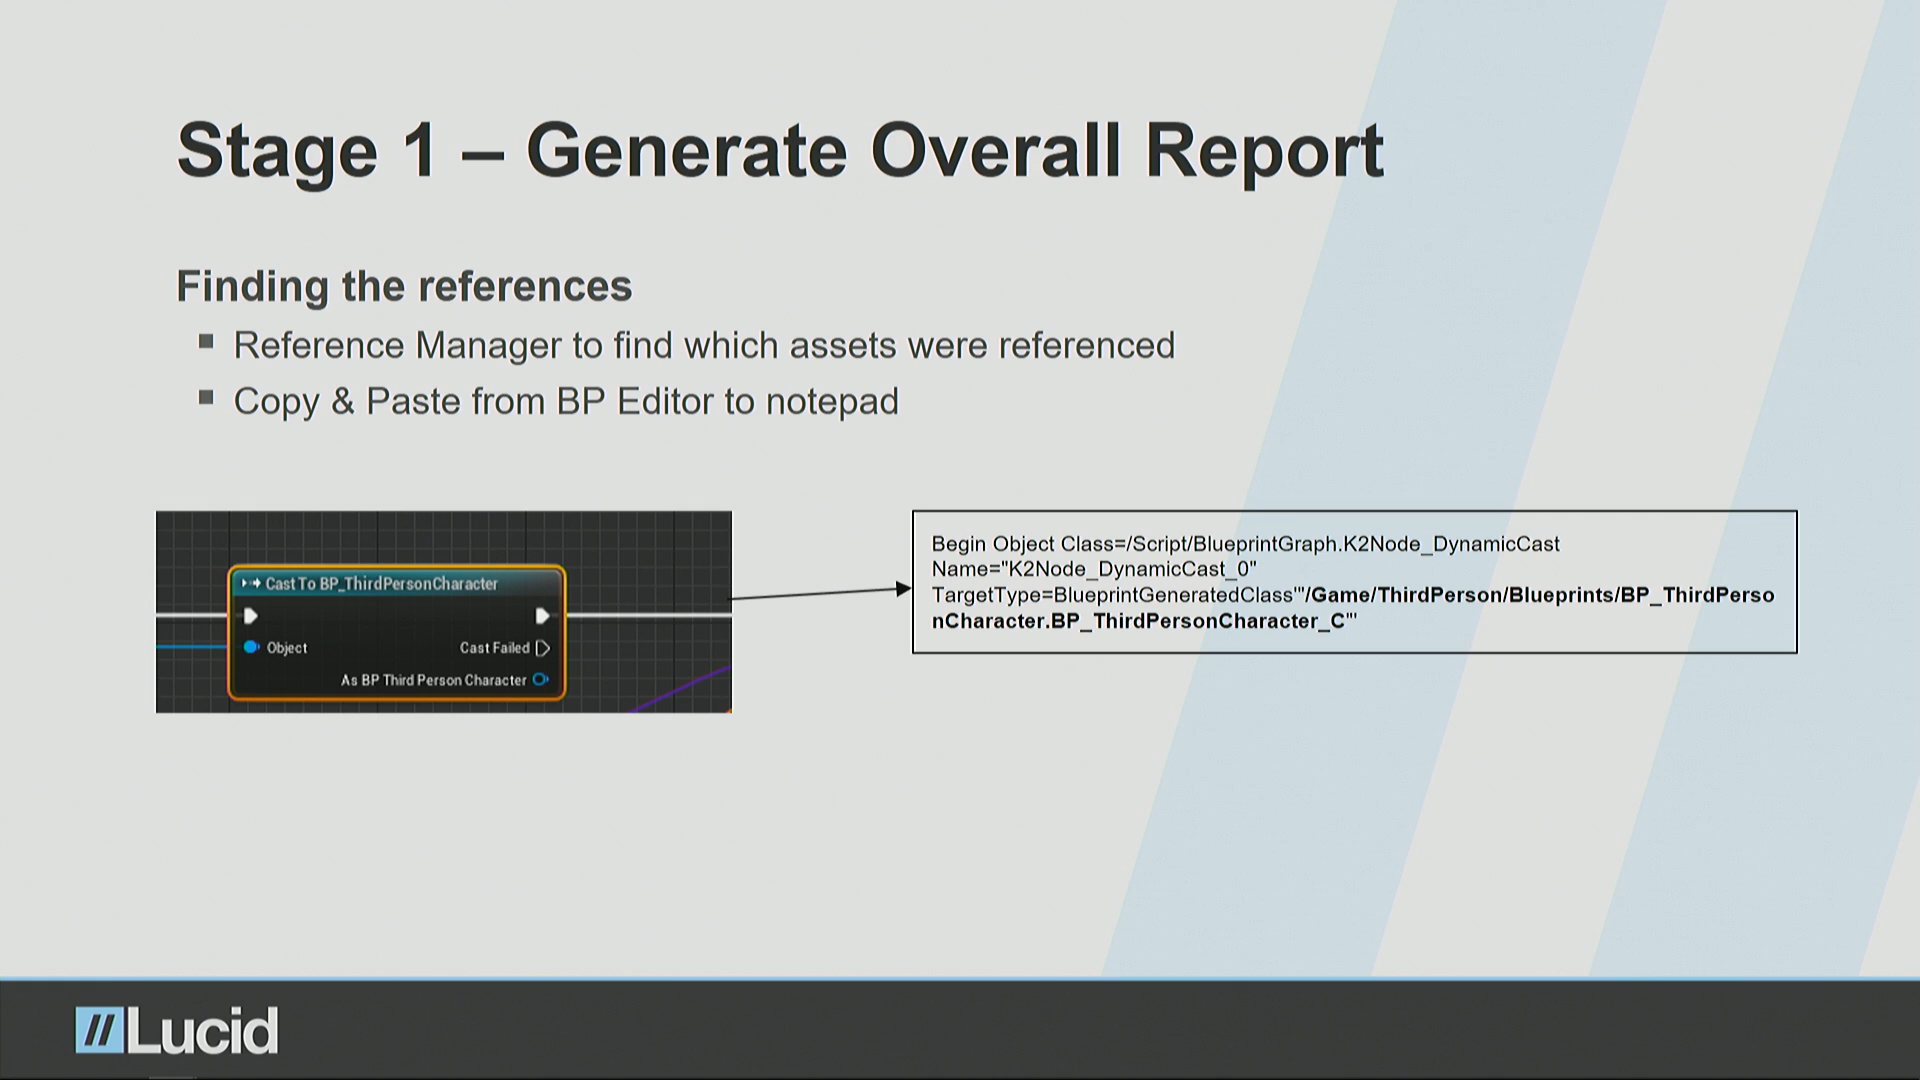 Stage 1 – Generate Overall Report
Finding the references
▪ Reference Manager to find which assets were referenced
▪ Copy & Paste from BP Editor to notepad
Cast To BP_ThirdPersonCharacter
Object
Cast Failed
As BP Third Person Character
Begin Object Class=/Script/BlueprintGraph.K2Node_DynamicCast
Name="K2Node_DynamicCast_0"
TargetType=BlueprintGeneratedClass'"/Game/ThirdPerson/Blueprints/BP_ThirdPerso
nCharacter.BP_ThirdPersonCharacter_C"'
//Lucid